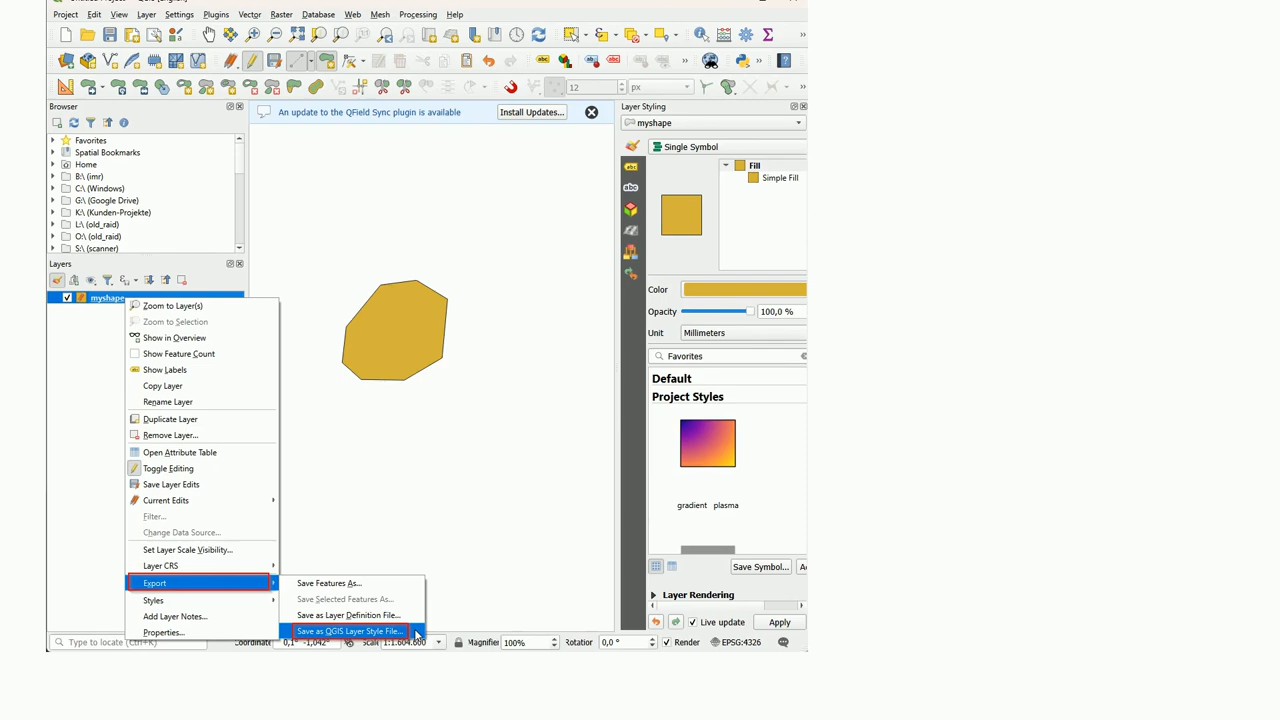 Project Edit View Layer Settings Plugins Vector Raster Database Web Mesh Processing Help
12 px
Browser
Favorites
Spatial Bookmarks
Home
B:\ (imr)
C:\ (Windows)
G:\ (Google Drive)
K:\ (Kunden-Projekte)
L:\ (old_raid)
O:\ (old_raid)
S:\ (scanner)
Layers
myshape
An update to the QField Sync plugin is available Install Updates...
Zoom to Layer(s)
Zoom to Selection
Show in Overview
Show Feature Count
Show Labels
Copy Layer
Rename Layer
Duplicate Layer
Remove Layer...
Open Attribute Table
Toggle Editing
Save Layer Edits
Current Edits
Filter...
Change Data Source...
Set Layer Scale Visibility...
Layer CRS
Export
Styles
Add Layer Notes...
Properties...
Save Features As...
Save Selected Features As...
Save as Layer Definition File...
Save as QGIS Layer Style File...
Layer Styling
myshape
Single Symbol
Fill
Simple Fill
Color
Opacity 100,0 %
Unit Millimeters
Favorites
Default
Project Styles
gradient plasma
Save Symbol...
Layer Rendering
Live update Apply
Type to locate (Ctrl+K) 0,1° -1,042° Magnifier 100% Rotation 0,0 ° Render EPSG:4326